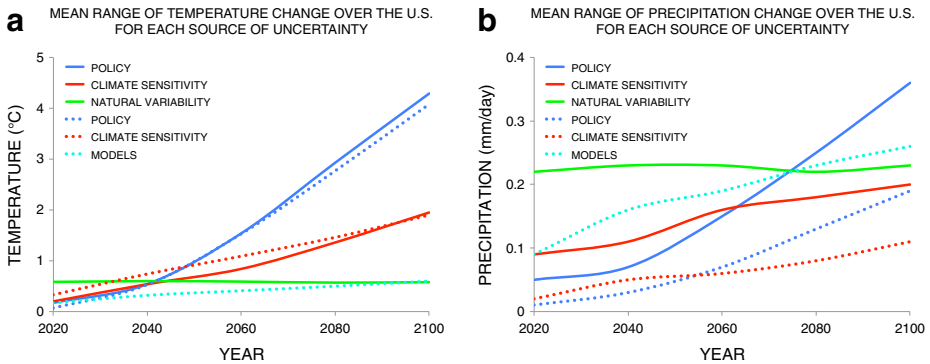 a
MEAN RANGE OF TEMPERATURE CHANGE OVER THE U.S.
FOR EACH SOURCE OF UNCERTAINTY
5
4
3
2
1
0
TEMPERATURE (°C)
POLICY
CLIMATE SENSITIVITY
NATURAL VARIABILITY
POLICY
CLIMATE SENSITIVITY
MODELS
2020 2040 2060 2080 2100
YEAR
b
MEAN RANGE OF PRECIPITATION CHANGE OVER THE U.S.
FOR EACH SOURCE OF UNCERTAINTY
0.4
0.3
0.2
0.1
0
PRECIPITATION (mm/day)
POLICY
CLIMATE SENSITIVITY
NATURAL VARIABILITY
POLICY
CLIMATE SENSITIVITY
MODELS
2020 2040 2060 2080 2100
YEAR